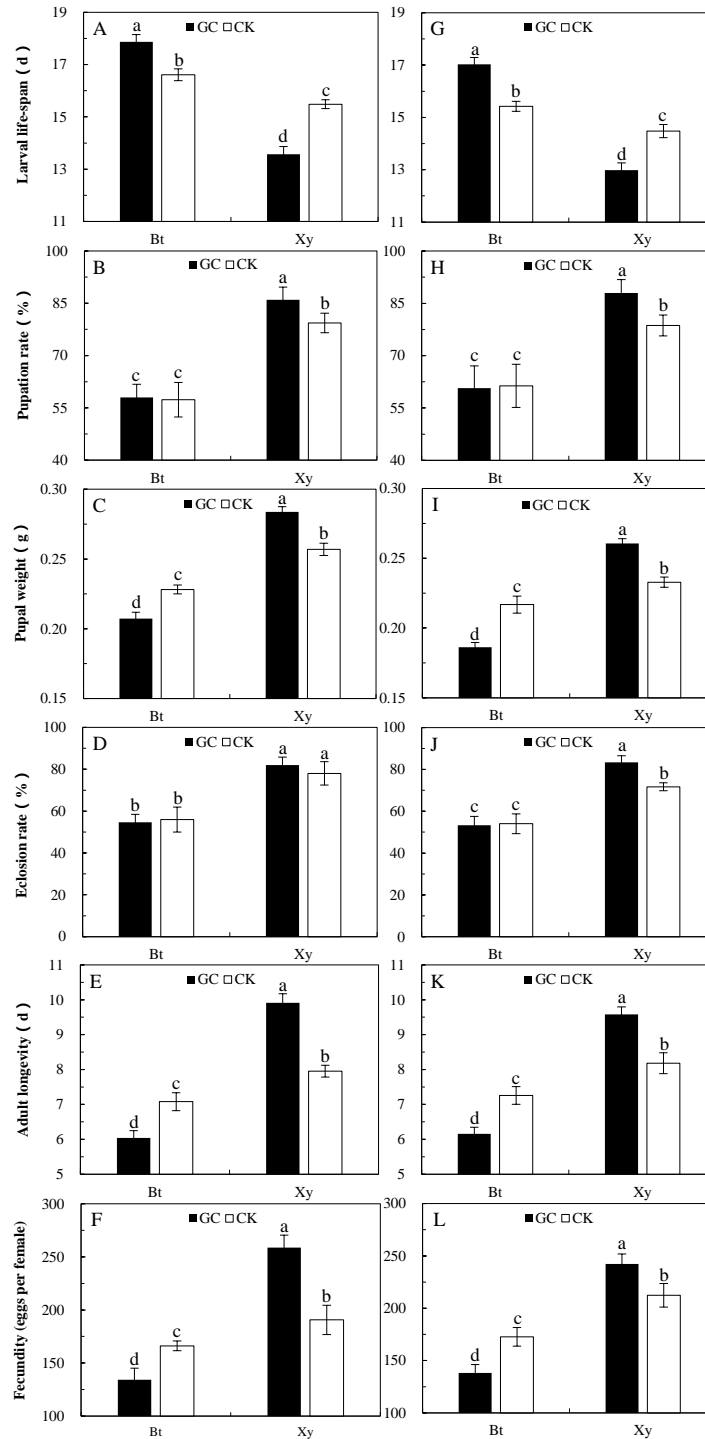 A GC CK
Larval life-span (d)
19
17
15
13
11
a
b
d
c
Bt Xy
G GC CK
19
17
15
13
11
a
b
d
c
Bt Xy
B GC CK
Pupation rate (%)
100
85
70
55
40
c
c
a
b
Bt Xy
H GC CK
100
85
70
55
40
c
c
a
b
Bt Xy
C GC CK
Pupal weight (g)
0.30
0.25
0.20
0.15
d
c
a
b
Bt Xy
I GC CK
0.30
0.25
0.20
0.15
d
c
a
b
Bt Xy
D GC CK
Eclosion rate (%)
100
80
60
40
20
0
b
b
a
a
Bt Xy
J GC CK
100
80
60
40
20
0
c
c
a
b
Bt Xy
E GC CK
Adult longevity (d)
11
10
9
8
7
6
5
d
c
a
b
Bt Xy
K GC CK
11
10
9
8
7
6
5
d
c
a
b
Bt Xy
F GC CK
Fecundity (eggs per female)
300
250
200
150
100
d
c
a
b
Bt Xy
L GC CK
300
250
200
150
100
d
c
a
b
Bt Xy